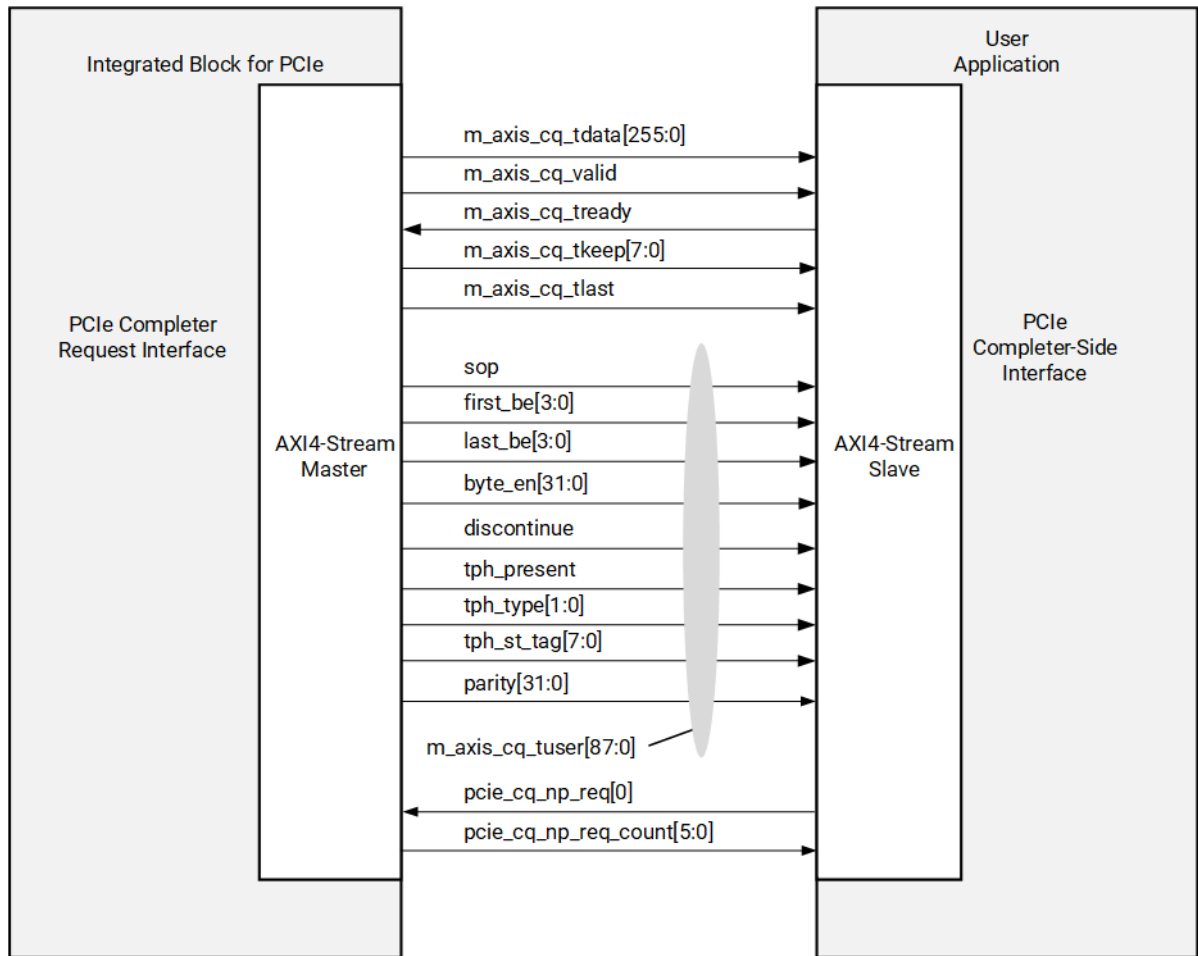 Integrated Block for PCIe
User
Application
m_axis_cq_tdata[255:0]
m_axis_cq_valid
m_axis_cq_tready
m_axis_cq_tkeep[7:0]
m_axis_cq_tlast
PCIe Completer
Request Interface
PCIe
Completer-Side
Interface
sop
first_be[3:0]
last_be[3:0]
AXI4-Stream
Master
AXI4-Stream
Slave
byte_en[31:0]
discontinue
tph_present
tph_type[1:0]
tph_st_tag[7:0]
parity[31:0]
m_axis_cq_tuser[87:0]
pcie_cq_np_req[0]
pcie_cq_np_req_count[5:0]